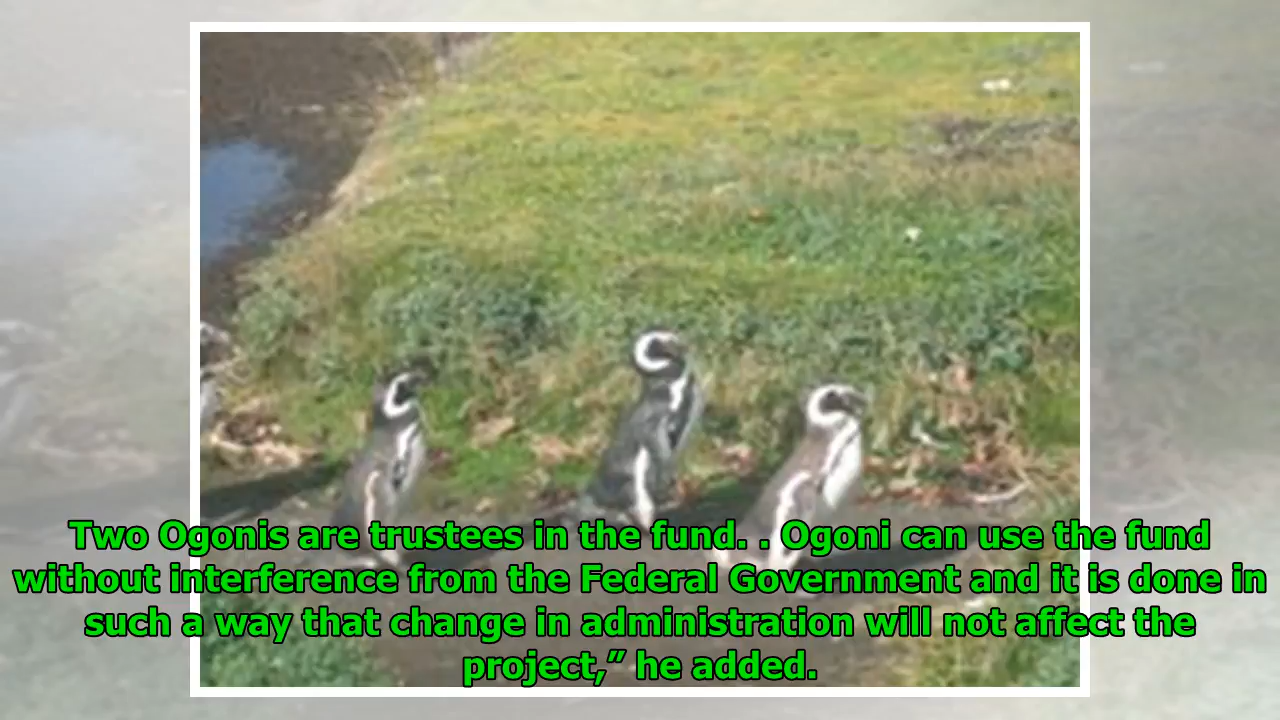 Two Ogonis are trustees in the fund. . Ogoni can use the fund
without interference from the Federal Government and it is done in
such a way that change in administration will not affect the
project,” he added.